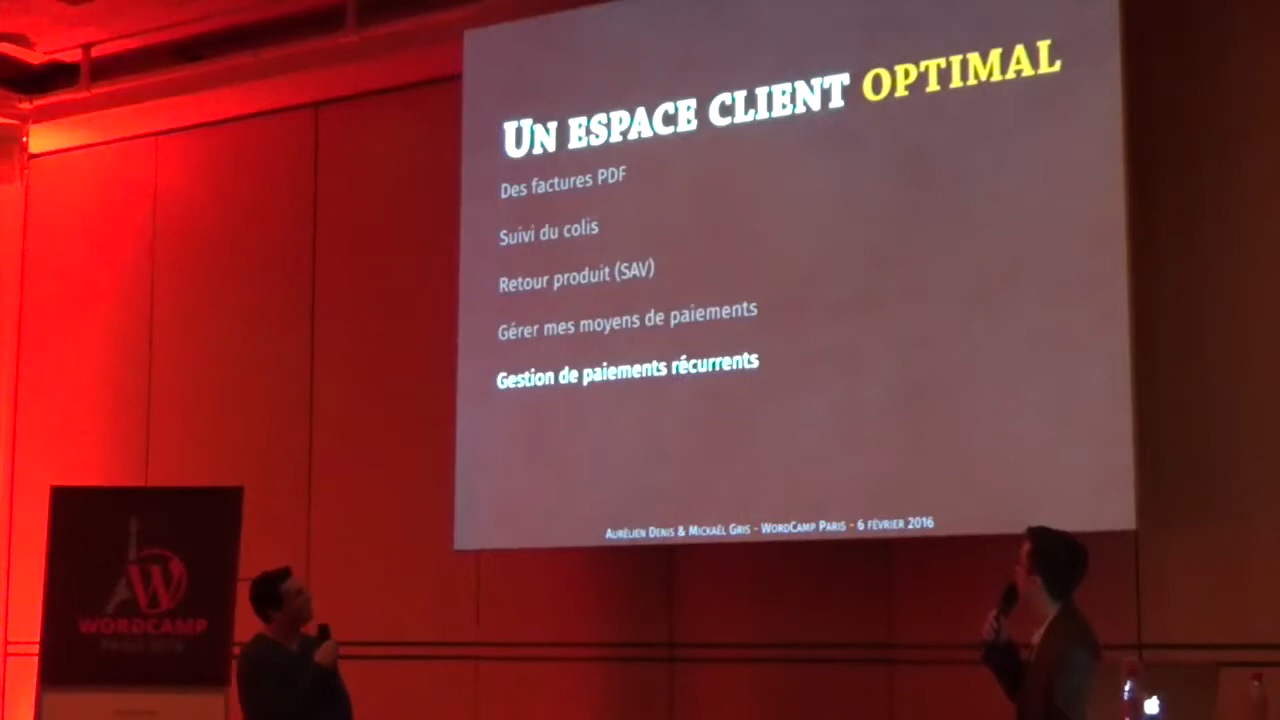 UN ESPACE CLIENT OPTIMAL
Des factures PDF
Suivi du colis
Retour produit (SAV)
Gérer mes moyens de paiements
Gestion de paiements récurrents
AURÉLIEN DENIS & MICKAËL GRIS - WORDCAMP PARIS - 6 FÉVRIER 2016
W
WORDCAMP